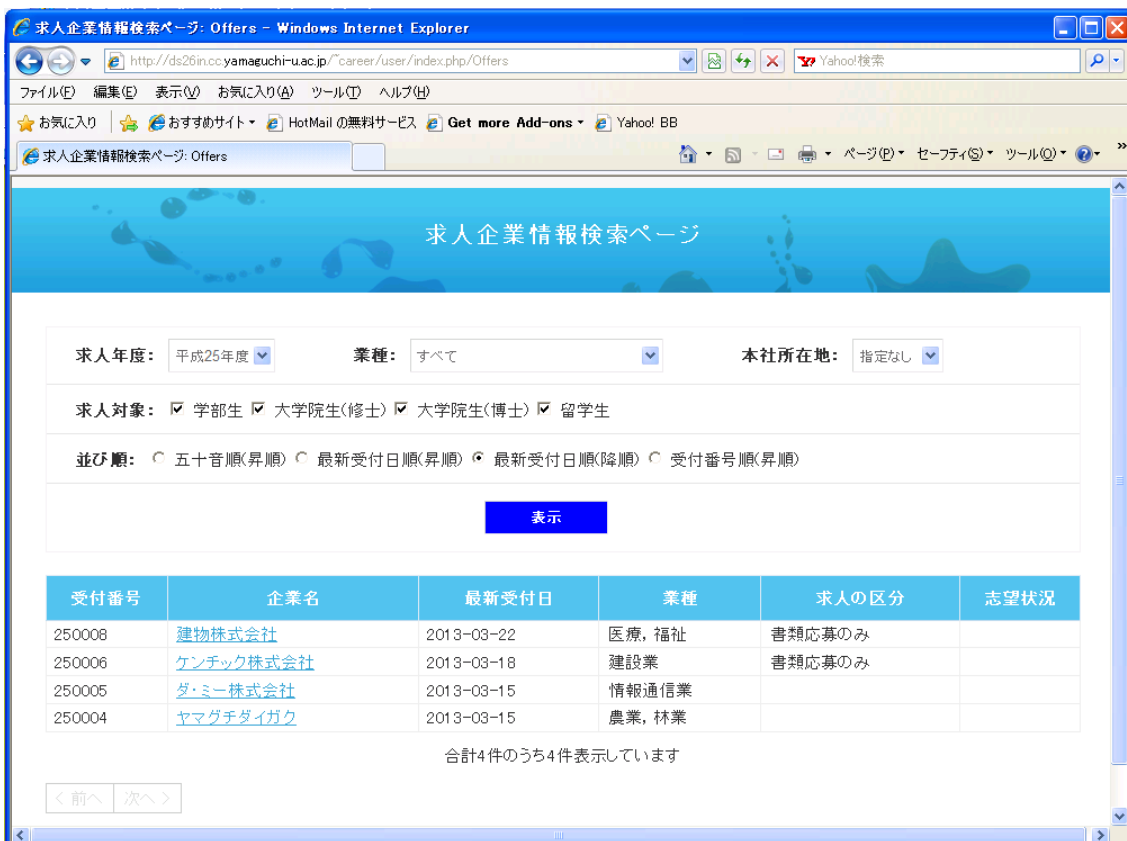 求人企業情報検索ページ: Offers - Windows Internet Explorer
http://ds26in.cc.yamaguchi-u.ac.jp/~career/user/index.php/Offers Yahoo!検索
ファイル(F) 編集(E) 表示(V) お気に入り(A) ツール(T) ヘルプ(H)
お気に入り おすすめサイト HotMail の無料サービス Get more Add-ons Yahoo! BB
求人企業情報検索ページ: Offers ページ(P) セーフティ(S) ツール(O) »
求人企業情報検索ページ
求人年度: 平成25年度 業種: すべて 本社所在地: 指定なし
求人対象: 学部生 大学院生(修士) 大学院生(博士) 留学生
並び順: 五十音順(昇順) 最新受付日順(昇順) 最新受付日順(降順) 受付番号順(昇順)
表示
受付番号 企業名 最新受付日 業種 求人の区分 志望状況
250008 建物株式会社 2013-03-22 医療, 福祉 書類応募のみ
250006 ケンチック株式会社 2013-03-18 建設業 書類応募のみ
250005 ダ・ミー株式会社 2013-03-15 情報通信業
250004 ヤマグチダイガク 2013-03-15 農業, 林業
合計4件のうち4件表示しています
< 前へ 次へ >